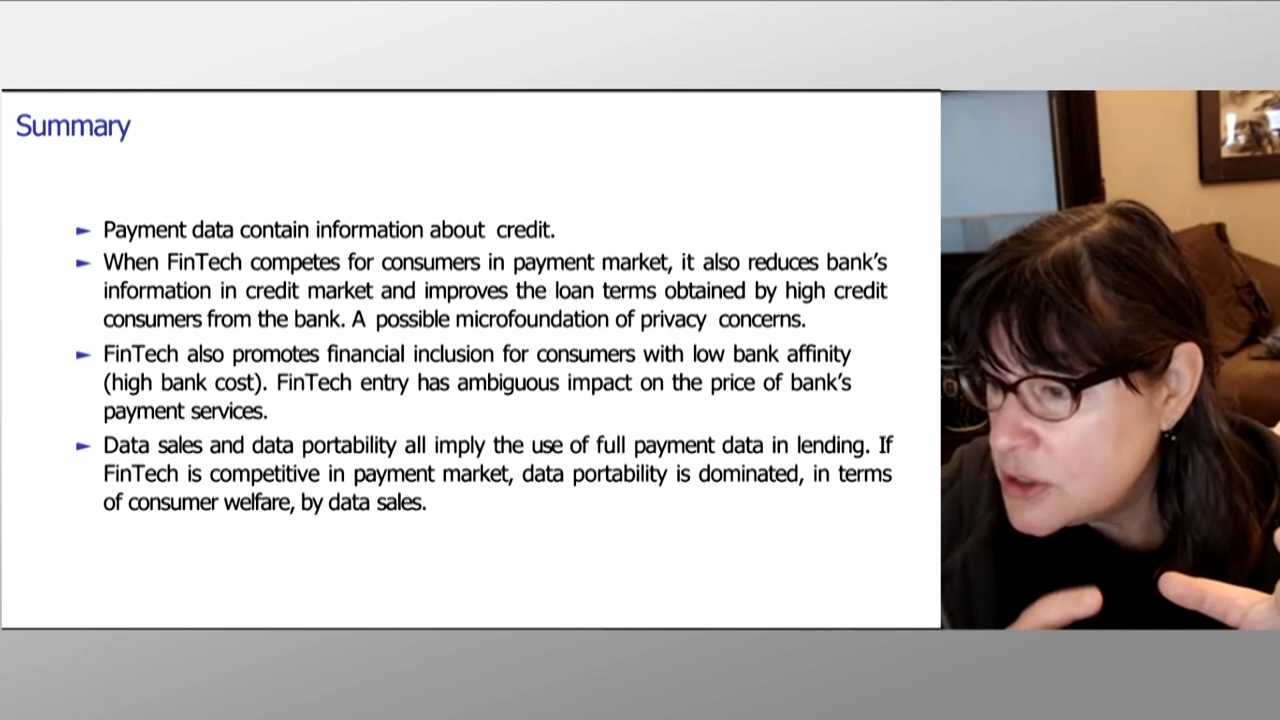 Summary
► Payment data contain information about credit.
► When FinTech competes for consumers in payment market, it also reduces bank's
information in credit market and improves the loan terms obtained by high credit
consumers from the bank. A possible microfoundation of privacy concerns.
► FinTech also promotes financial inclusion for consumers with low bank affinity
(high bank cost). FinTech entry has ambiguous impact on the price of bank's
payment services.
► Data sales and data portability all imply the use of full payment data in lending. If
FinTech is competitive in payment market, data portability is dominated, in terms
of consumer welfare, by data sales.